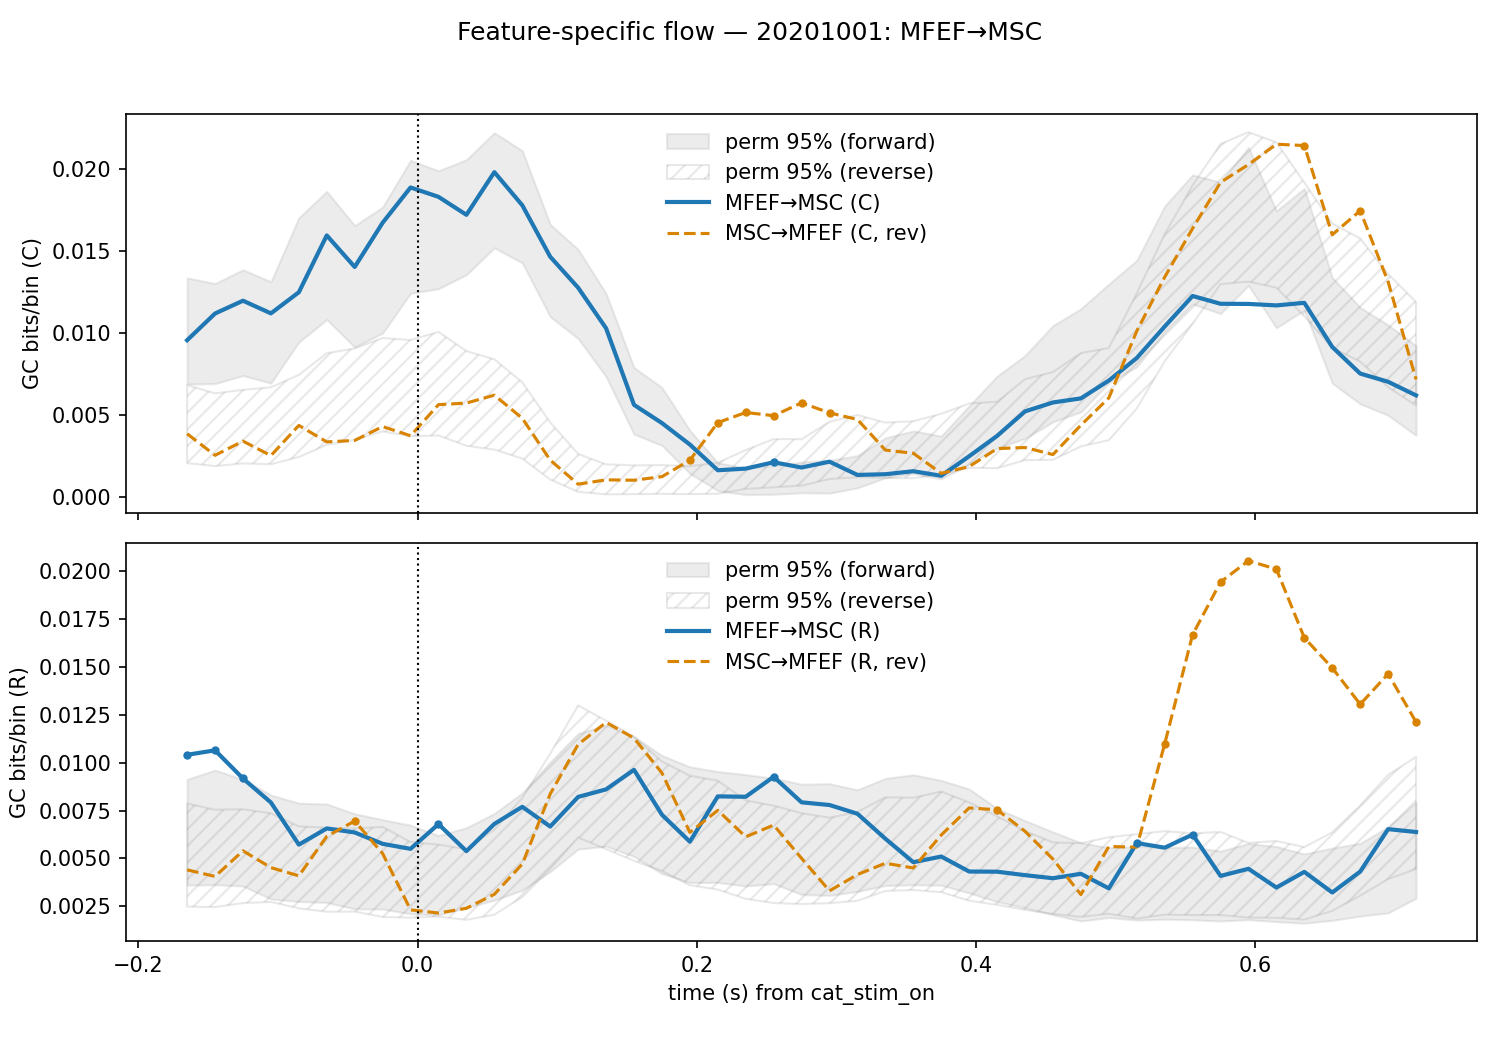 Feature-specific flow — 20201001: MFEF→MSC
GC bits/bin (C)
0.020
0.015
0.010
0.005
0.000
perm 95% (forward)
perm 95% (reverse)
MFEF→MSC (C)
MSC→MFEF (C, rev)
GC bits/bin (R)
0.0200
0.0175
0.0150
0.0125
0.0100
0.0075
0.0050
0.0025
perm 95% (forward)
perm 95% (reverse)
MFEF→MSC (R)
MSC→MFEF (R, rev)
−0.2 0.0 0.2 0.4 0.6
time (s) from cat_stim_on